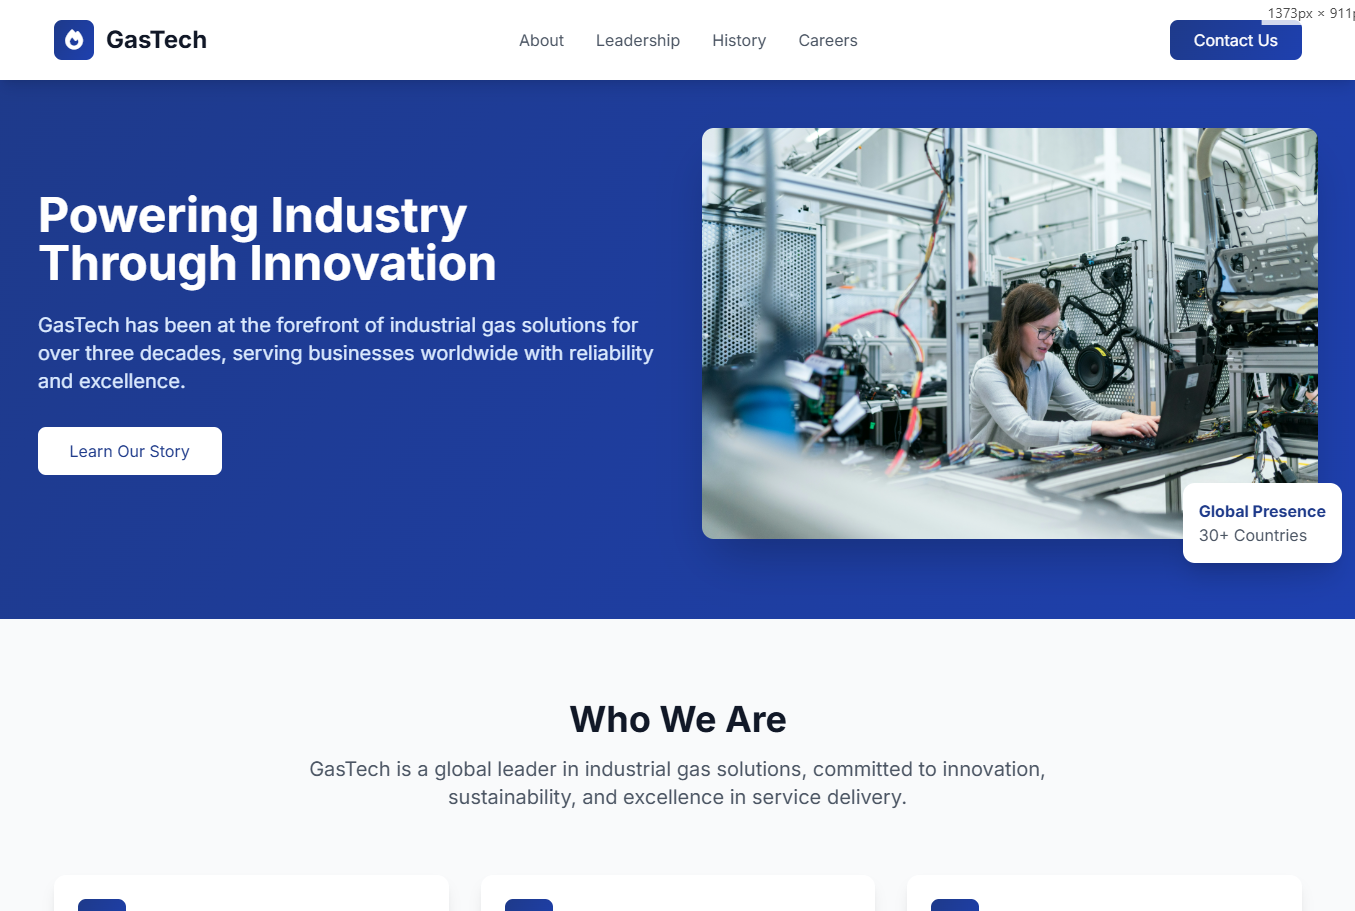 GasTech
About
Leadership
History
Careers
Contact Us
1373px × 911p
Powering Industry
Through Innovation
GasTech has been at the forefront of industrial gas solutions for
over three decades, serving businesses worldwide with reliability
and excellence.
Learn Our Story
Global Presence
30+ Countries
Who We Are
GasTech is a global leader in industrial gas solutions, committed to innovation,
sustainability, and excellence in service delivery.